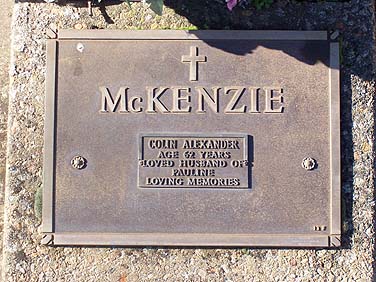 McKENZIE
COLIN ALEXANDER
AGE 62 YEARS
LOVED HUSBAND OF
PAULINE
LOVING MEMORIES